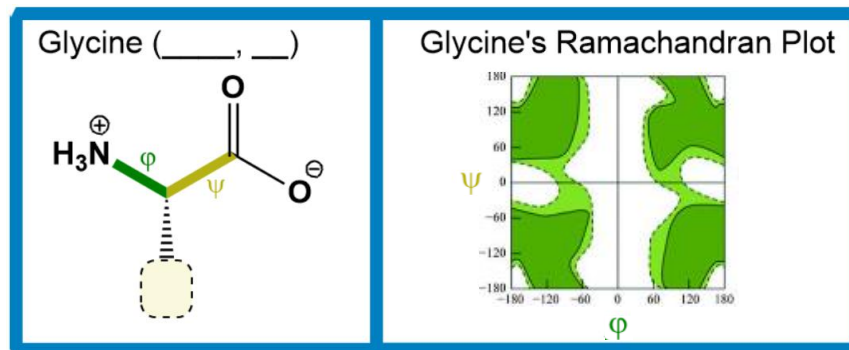 Glycine (____, __)
O
⊕
H₃N
φ
ψ
O⊖
Glycine's Ramachandran Plot
ψ
180
120
60
0
−60
−120
−180
−180 −120 −60 0 60 120 180
φ